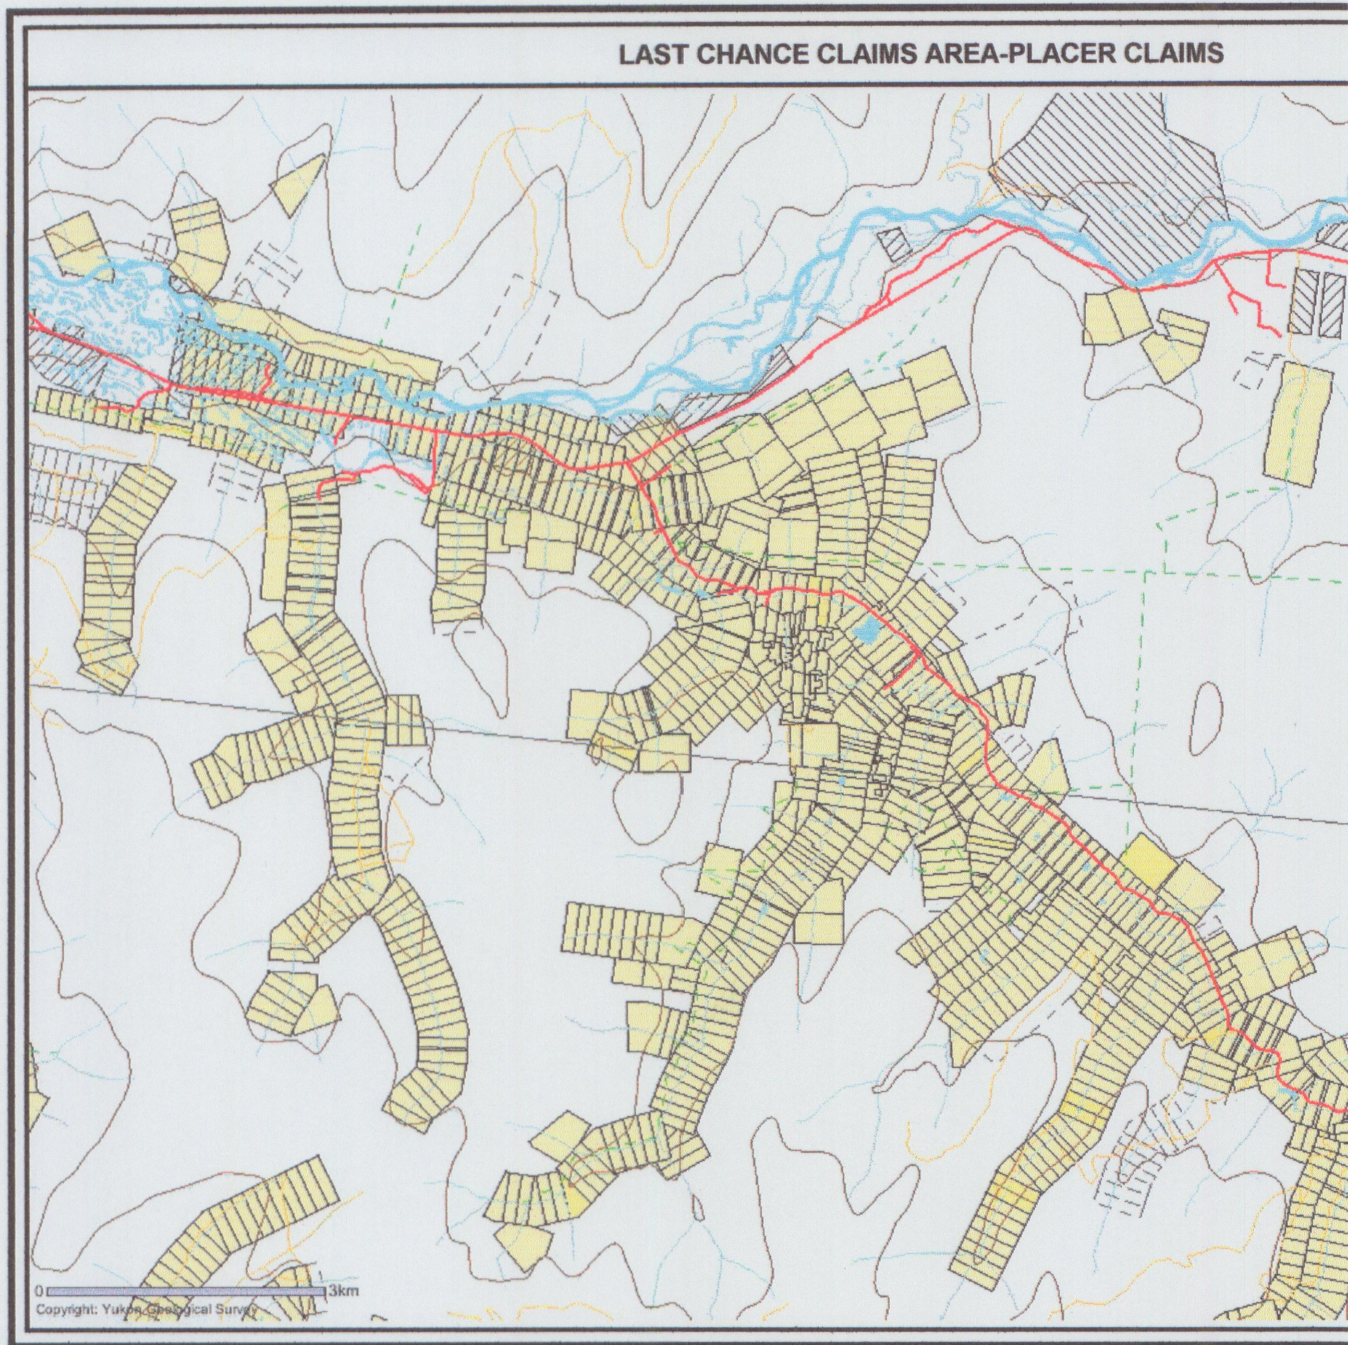 LAST CHANCE CLAIMS AREA-PLACER CLAIMS
0 3km
Copyright: Yukon Geological Survey